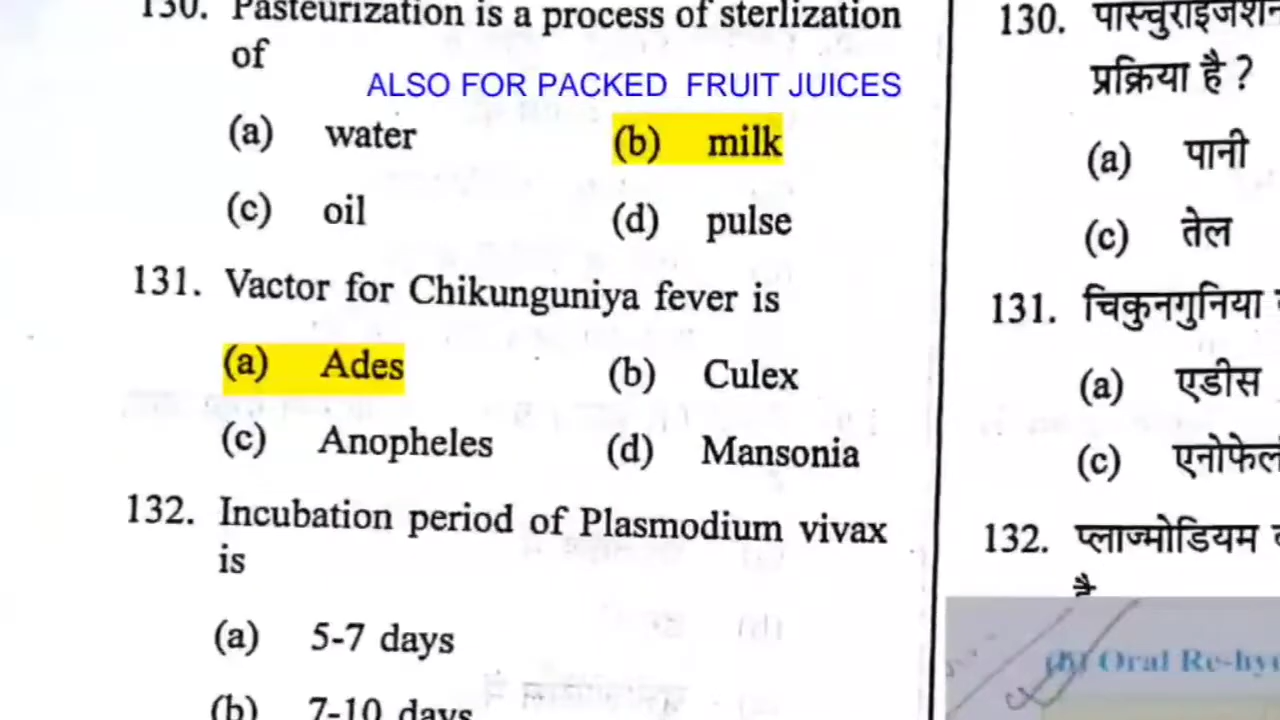 130. Pasteurization is a process of sterlization
of
ALSO FOR PACKED FRUIT JUICES
(a) water (b) milk
(c) oil (d) pulse
131. Vactor for Chikunguniya fever is
(a) Ades (b) Culex
(c) Anopheles (d) Mansonia
132. Incubation period of Plasmodium vivax
is
(a) 5-7 days
(b) 7-10 days
130. पास्चुराइजेशन
प्रक्रिया है ?
(a) पानी
(c) तेल
131. चिकुनगुनिया
(a) एडीस
(c)
132. प्लाज्मोडियम
है
(b) Oral Re-hy